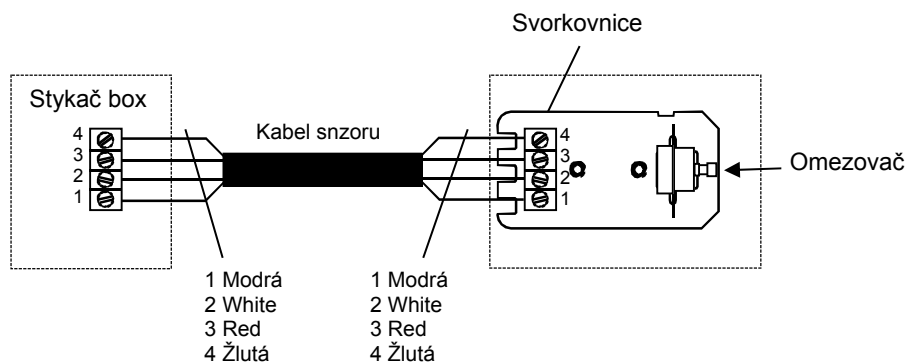 Svorkovnice
Stykač box
4
3
2
1
Kabel snzoru
4
3
2
1
Omezovač
1 Modrá
2 White
3 Red
4 Žlutá
1 Modrá
2 White
3 Red
4 Žlutá